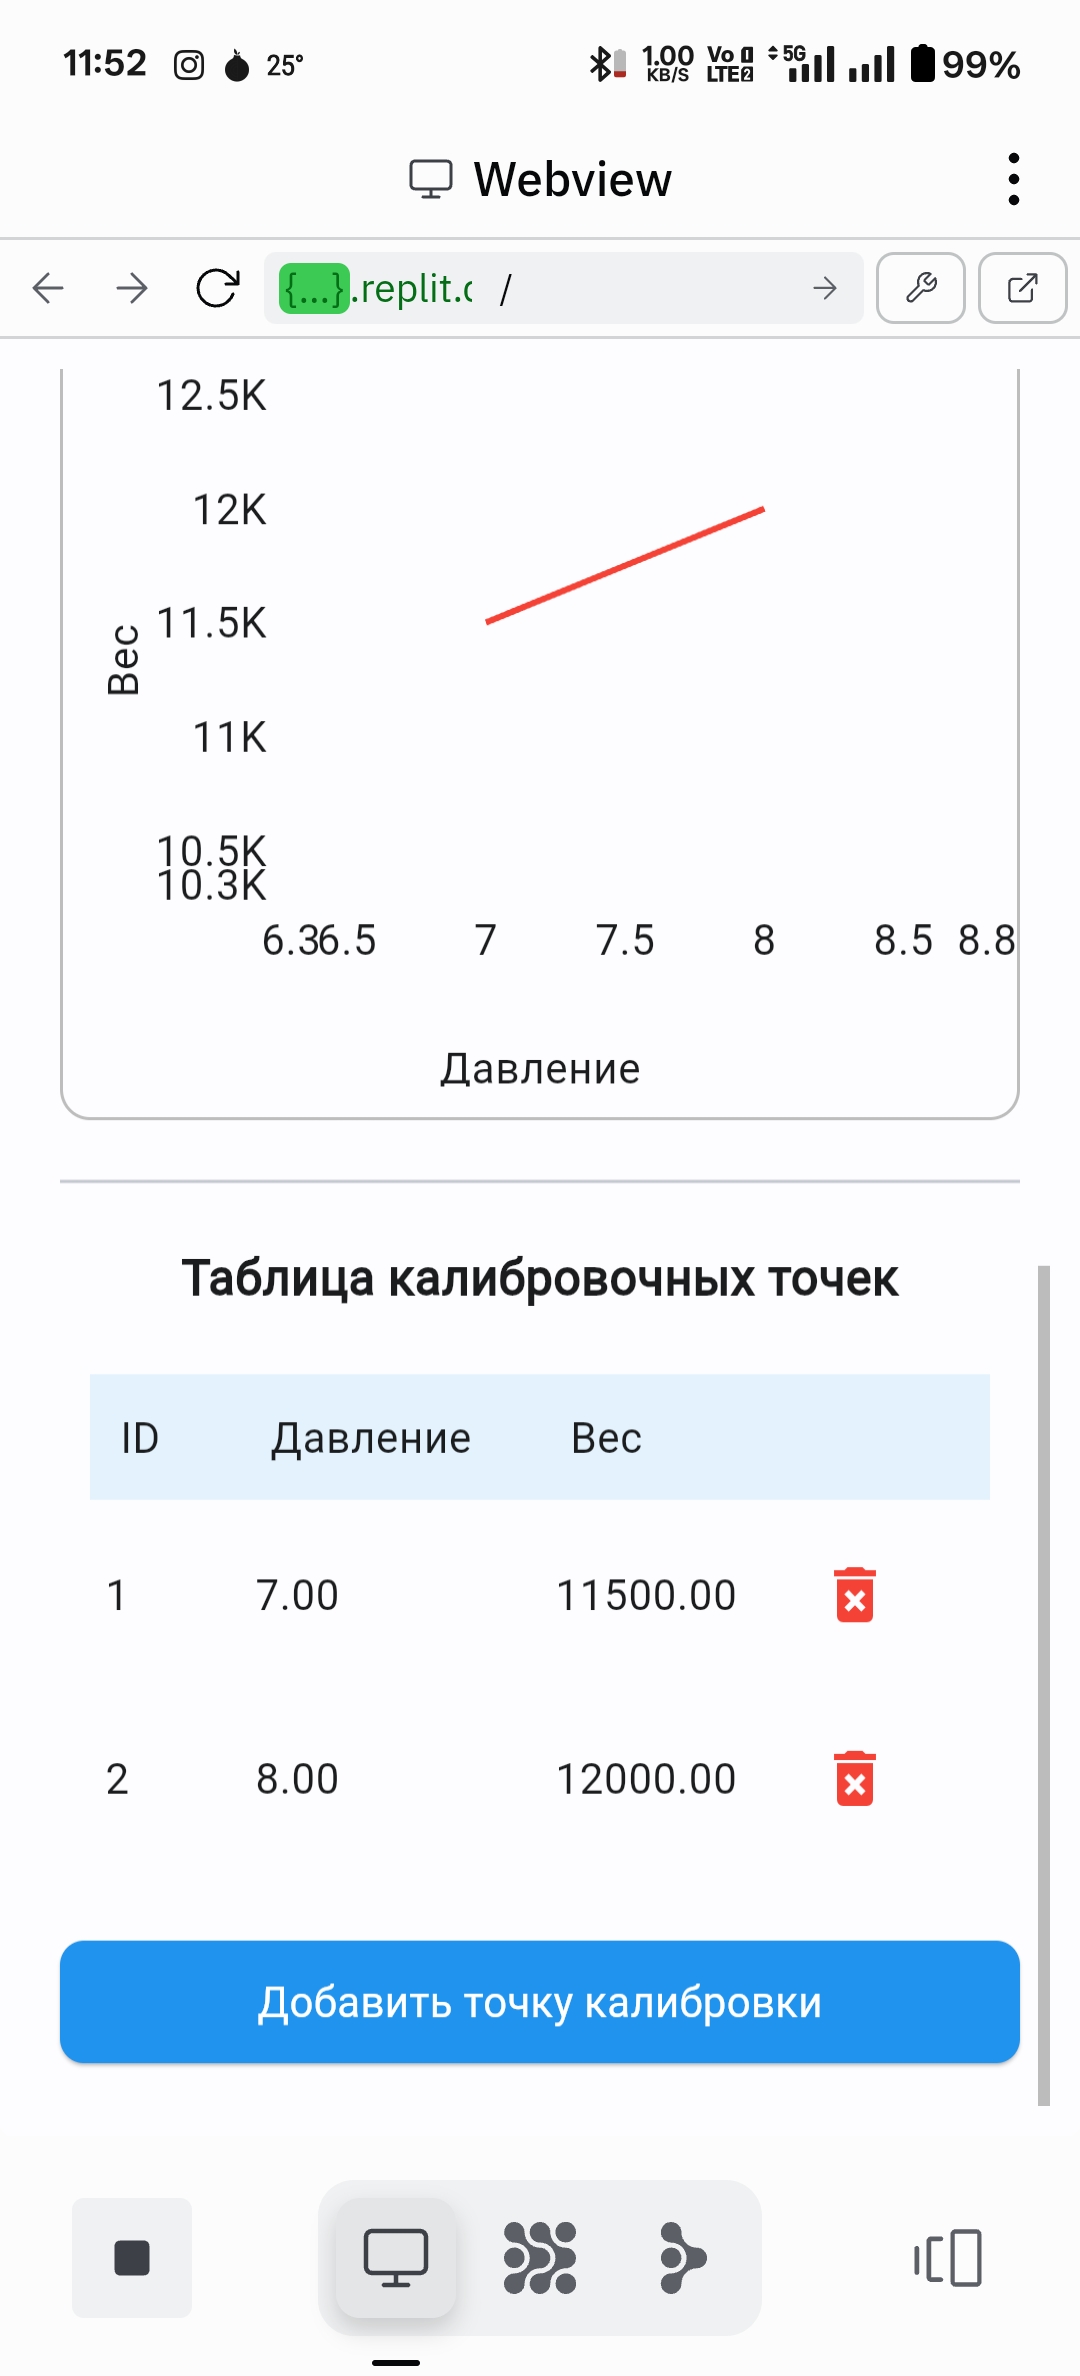 11:52 25° 1.00 KB/S Vo 1 LTE2 5G 99%
Webview
{...}.replit.c /
12.5K
12K
11.5K
Вес
11K
10.5K
10.3K
6.3 6.5 7 7.5 8 8.5 8.8
Давление
Таблица калибровочных точек
ID Давление Вес
1 7.00 11500.00
2 8.00 12000.00
Добавить точку калибровки